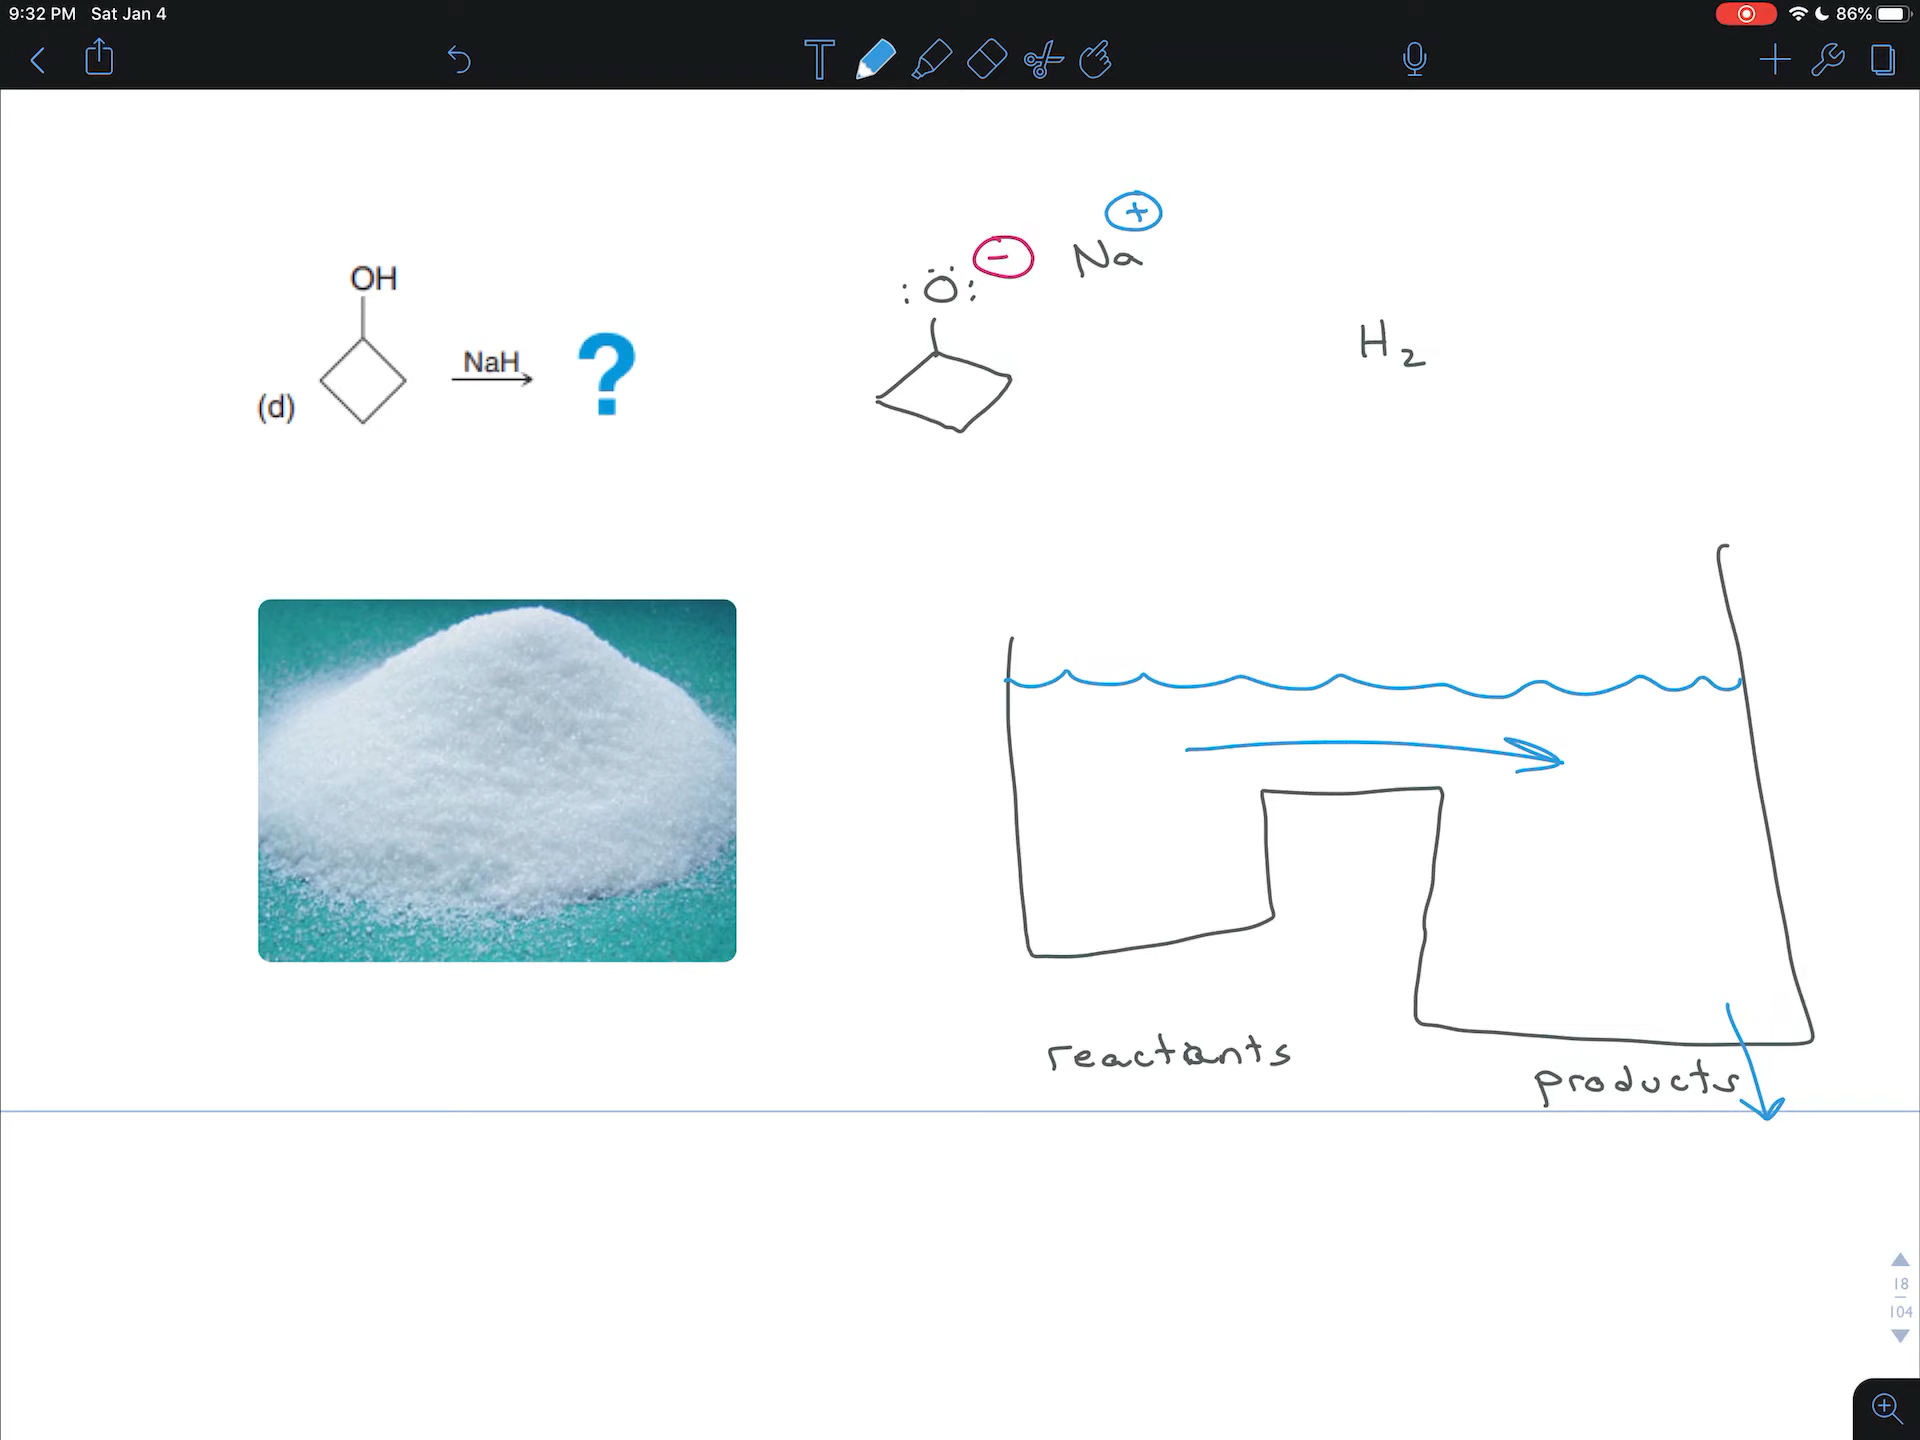 9:32 PM Sat Jan 4
86%
T
+
Na
:Ö: −
OH
H2
NaH
?
(d)
reactants
products
18
104